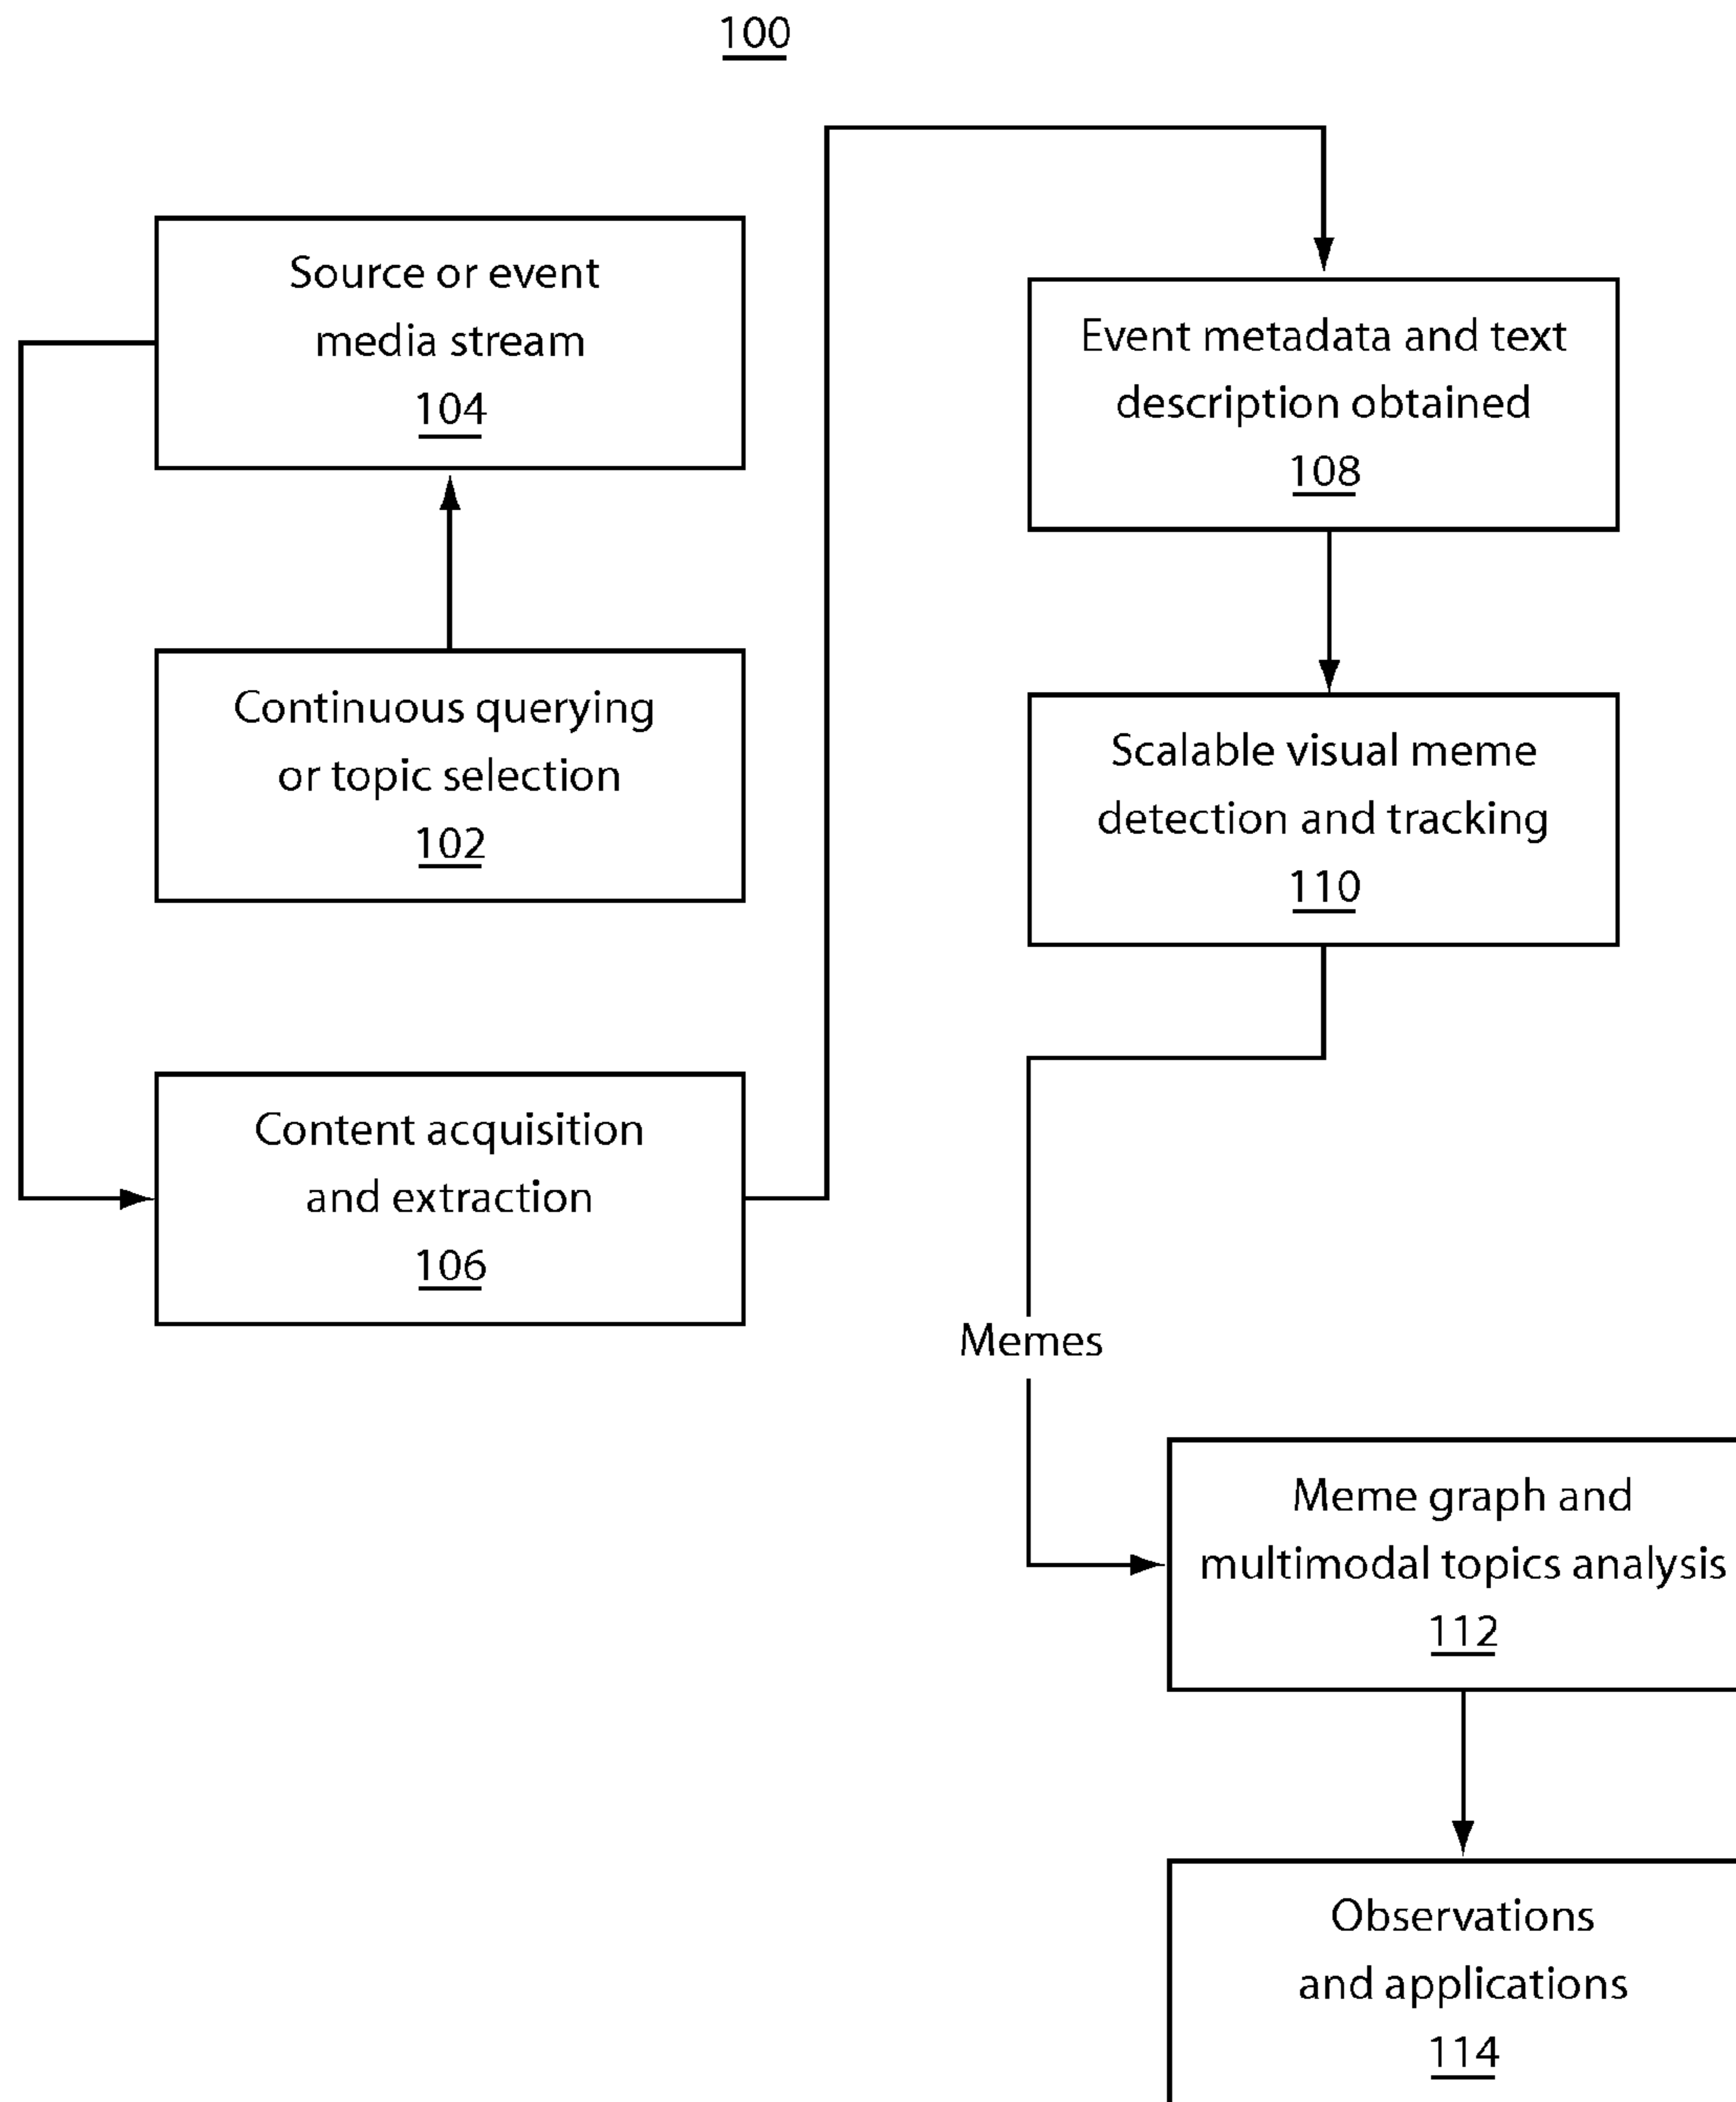 100
Source or event
media stream
104
Continuous querying
or topic selection
102
Content acquisition
and extraction
106
Event metadata and text
description obtained
108
Scalable visual meme
detection and tracking
110
Memes
Meme graph and
multimodal topics analysis
112
Observations
and applications
114